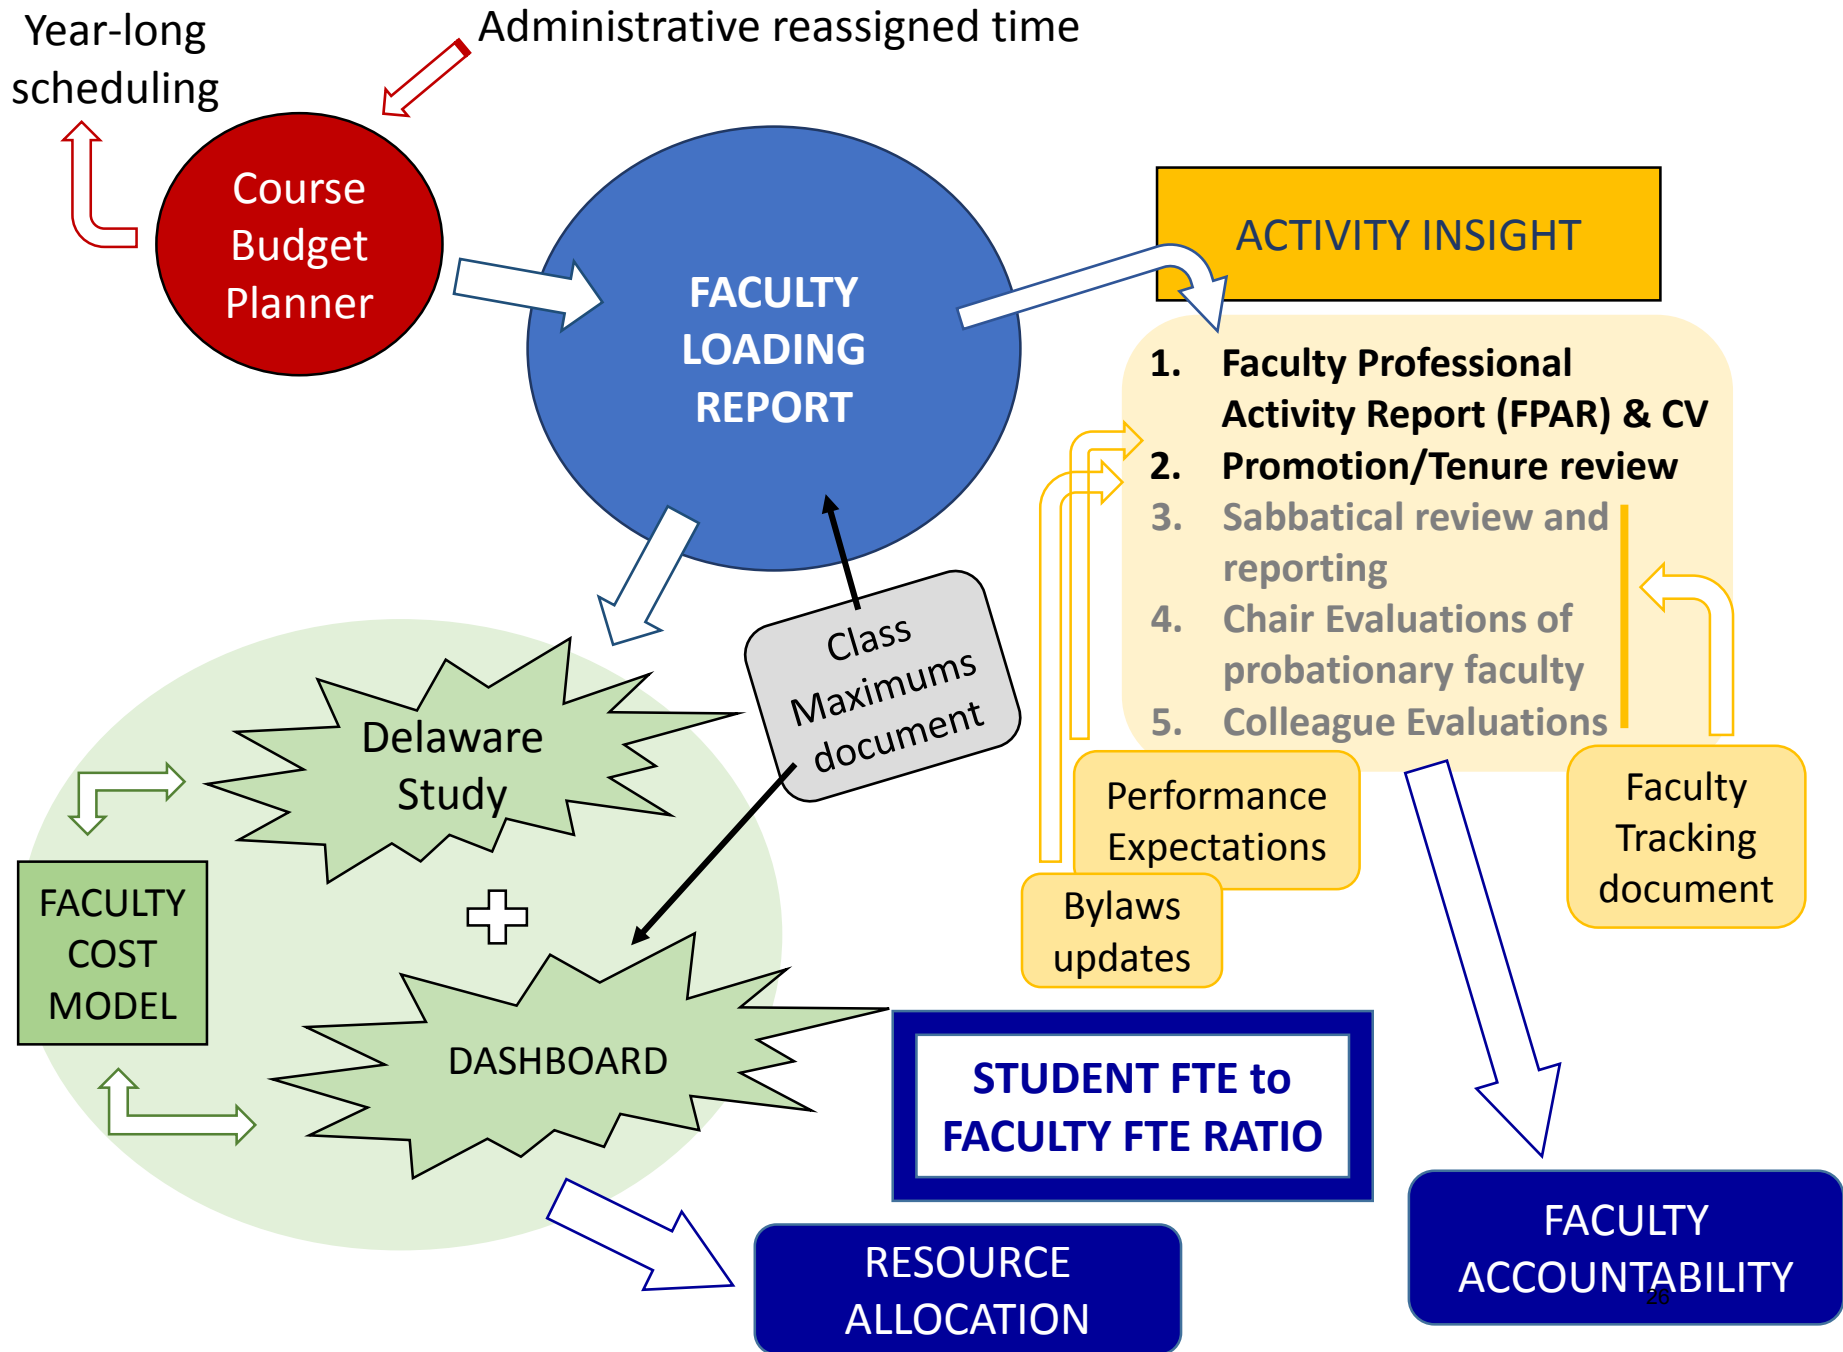 Year-long
scheduling
Administrative reassigned time
Course
Budget
Planner
FACULTY
LOADING
REPORT
ACTIVITY INSIGHT
1. Faculty Professional
Activity Report (FPAR) & CV
2. Promotion/Tenure review
3. Sabbatical review and
reporting
4. Chair Evaluations of
probationary faculty
5. Colleague Evaluations
Class
Maximums
document
Delaware
Study
Performance
Expectations
Faculty
Tracking
document
Bylaws
updates
FACULTY
COST
MODEL
DASHBOARD
STUDENT FTE to
FACULTY FTE RATIO
RESOURCE
ALLOCATION
FACULTY
ACCOUNTABILITY
26